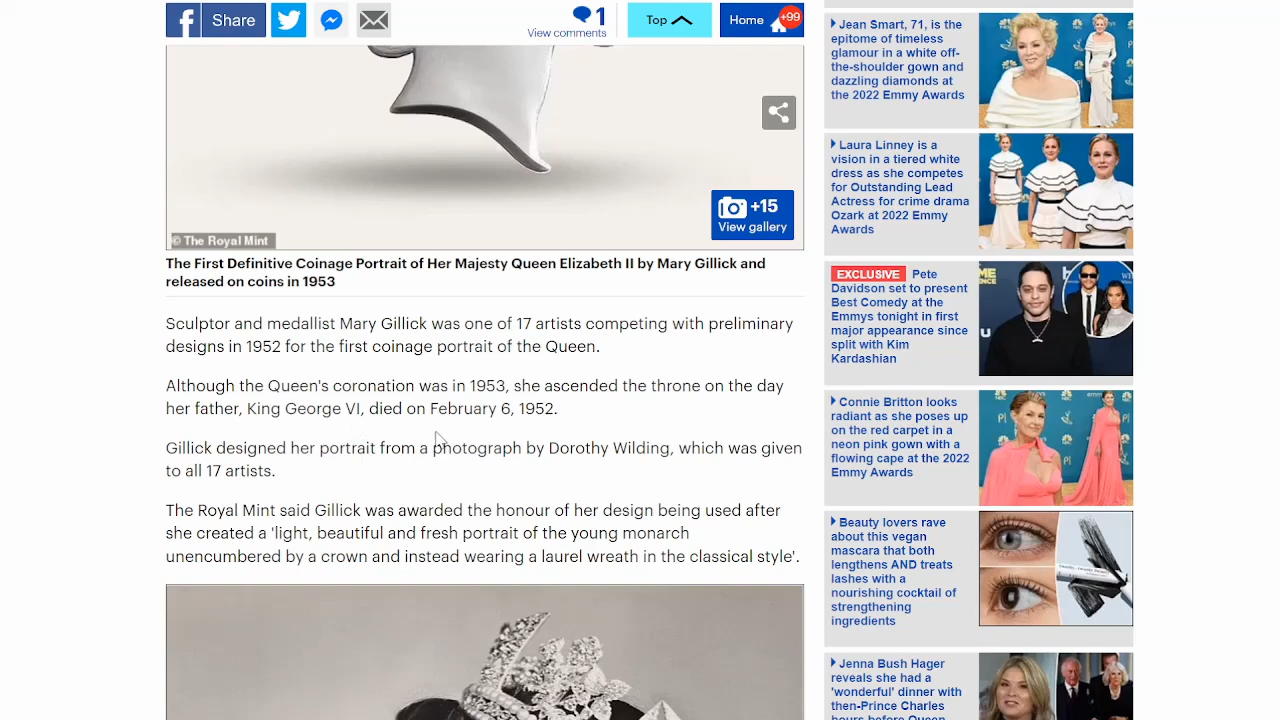 Share
1
View comments
Top
Home
+99
+15
View gallery
© The Royal Mint
The First Definitive Coinage Portrait of Her Majesty Queen Elizabeth II by Mary Gillick and
released on coins in 1953
Sculptor and medallist Mary Gillick was one of 17 artists competing with preliminary
designs in 1952 for the first coinage portrait of the Queen.
Although the Queen's coronation was in 1953, she ascended the throne on the day
her father, King George VI, died on February 6, 1952.
Gillick designed her portrait from a photograph by Dorothy Wilding, which was given
to all 17 artists.
The Royal Mint said Gillick was awarded the honour of her design being used after
she created a 'light, beautiful and fresh portrait of the young monarch
unencumbered by a crown and instead wearing a laurel wreath in the classical style'.
Jean Smart, 71, is the
epitome of timeless
glamour in a white off-
the-shoulder gown and
dazzling diamonds at
the 2022 Emmy Awards
Laura Linney is a
vision in a tiered white
dress as she competes
for Outstanding Lead
Actress for crime drama
Ozark at 2022 Emmy
Awards
EXCLUSIVE Pete
Davidson set to present
Best Comedy at the
Emmys tonight in first
major appearance since
split with Kim
Kardashian
Connie Britton looks
radiant as she poses up
on the red carpet in a
neon pink gown with a
flowing cape at the 2022
Emmy Awards
Beauty lovers rave
about this vegan
mascara that both
lengthens AND treats
lashes with a
nourishing cocktail of
strengthening
ingredients
Jenna Bush Hager
reveals she had a
'wonderful' dinner with
then-Prince Charles
hours before Queen